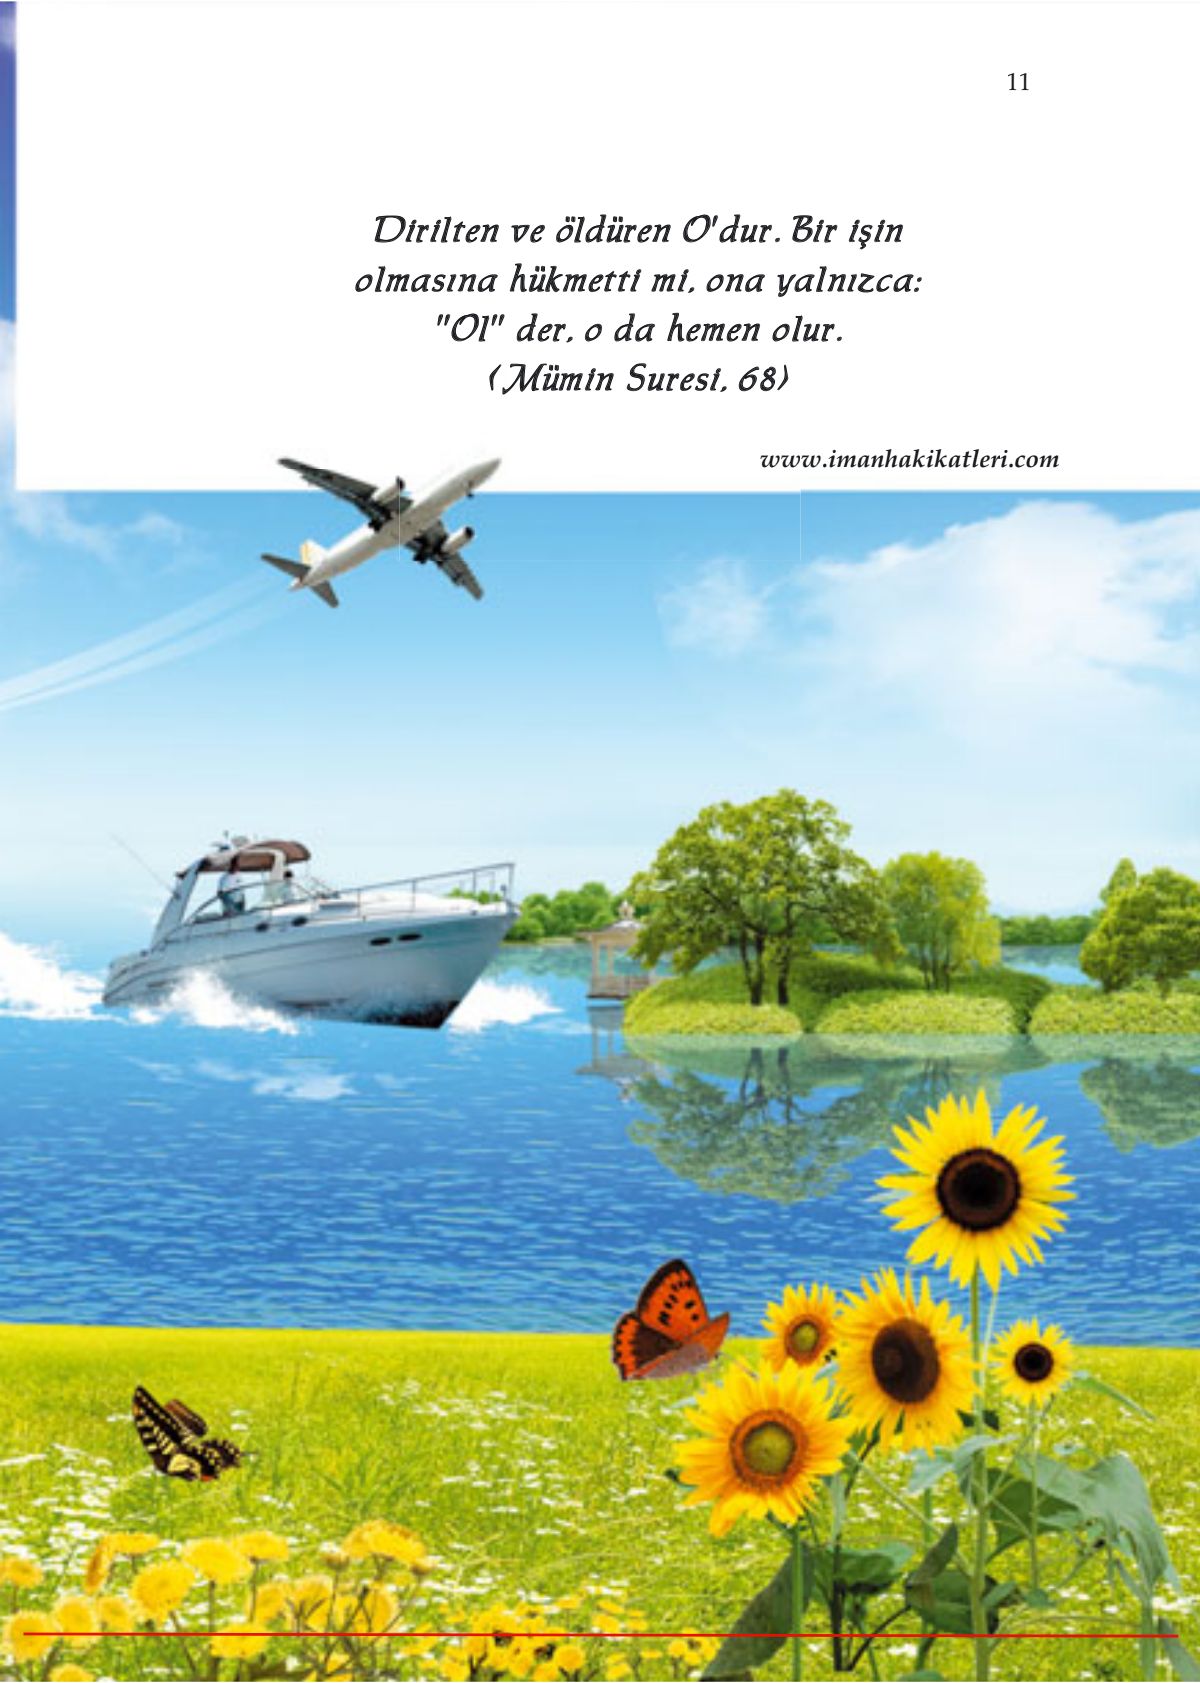 11
Dirilten ve öldüren O'dur. Bir işin
olmasına hükmetti mi, ona yalnızca:
"Ol" der, o da hemen olur.
(Mümin Suresi, 68)
www.imanhakikatleri.com